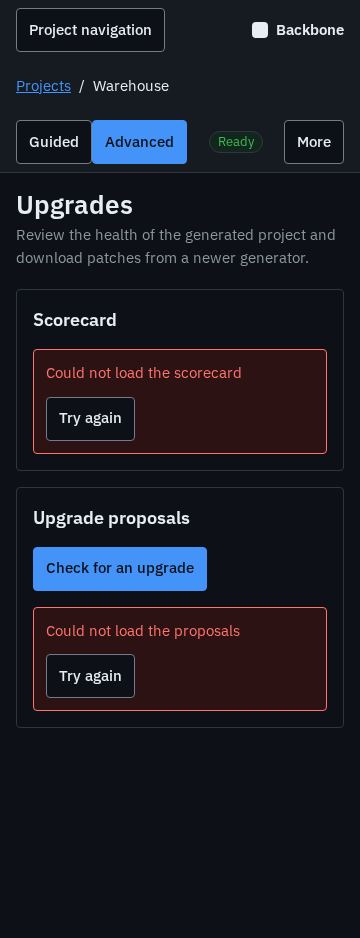 Project navigation
Backbone
Projects / Warehouse
Guided
Advanced
Ready
More
Upgrades
Review the health of the generated project and
download patches from a newer generator.
Scorecard
Could not load the scorecard
Try again
Upgrade proposals
Check for an upgrade
Could not load the proposals
Try again